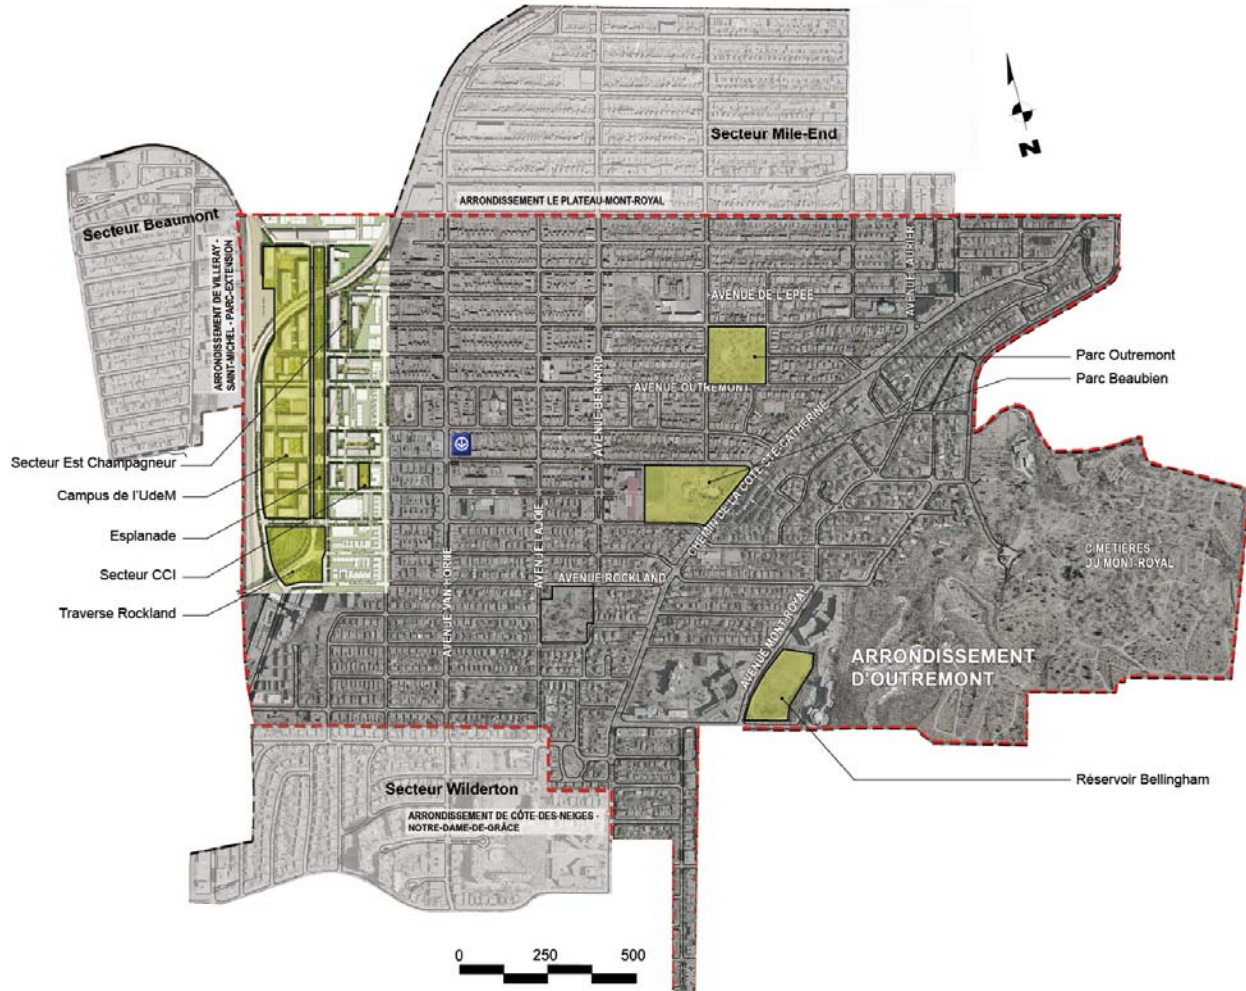 Secteur Mile-End
N
ARRONDISSEMENT LE PLATEAU-MONT-ROYAL
Secteur Beaumont
ARRONDISSEMENT DE VILLERAY -
SAINT-MICHEL - PARC-EXTENSION
AVENUE DE L'EPÉE
AVENUE LAURIER
Parc Outremont
Parc Beaubien
AVENUE OUTREMONT
AVENUE BERNARD
CHEMIN DE LA COTE-STE-CATHERINE
Secteur Est Champagneur
Campus de l'UdeM
Esplanade
Secteur CCI
Traverse Rockland
AVENUE LAJOIE
AVENUE ROCKLAND
AVENUE VAN HORNE
AVENUE MONT-ROYAL
CIMETIÈRES
DU MONT-ROYAL
ARRONDISSEMENT
D'OUTREMONT
Réservoir Bellingham
Secteur Wilderton
ARRONDISSEMENT DE CÔTE-DES-NEIGES -
NOTRE-DAME-DE-GRÂCE
0 250 500